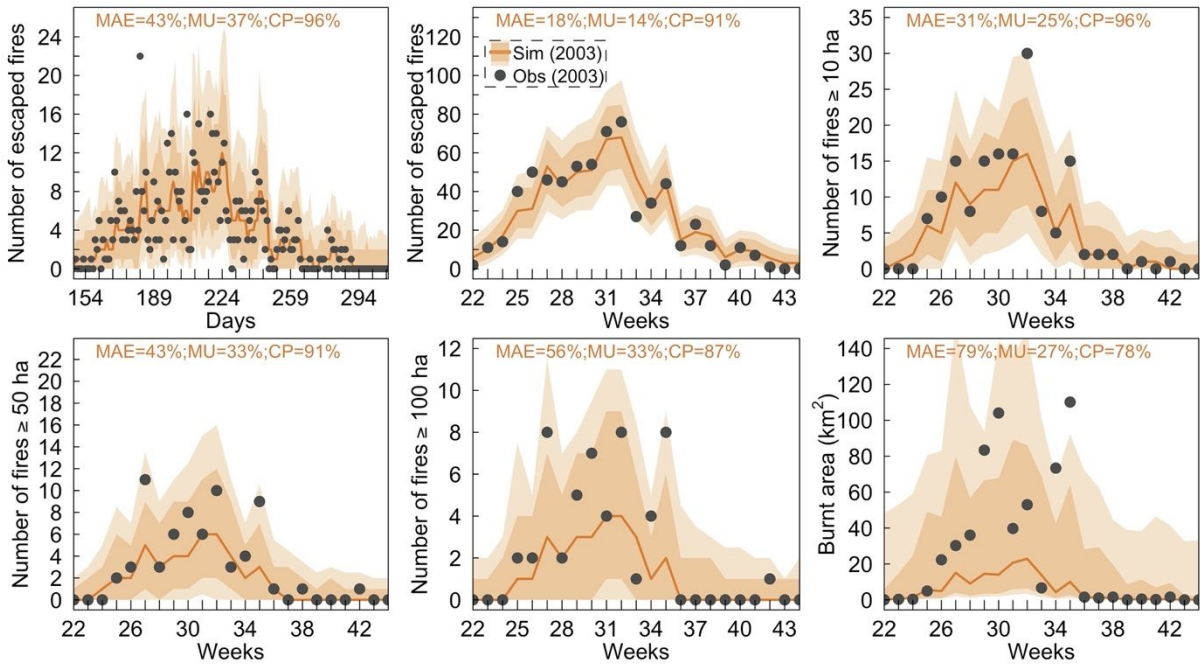 MAE=43%;MU=37%;CP=96%
Number of escaped fires
24
20
16
12
8
4
0
154 189 224 259 294
Days
MAE=18%;MU=14%;CP=91%
Number of escaped fires
120
100
80
60
40
20
0
Sim (2003)
Obs (2003)
22 25 28 31 34 37 40 43
Weeks
MAE=31%;MU=25%;CP=96%
Number of fires ≥ 10 ha
35
30
25
20
15
10
5
0
22 26 30 34 38 42
Weeks
MAE=43%;MU=33%;CP=91%
Number of fires ≥ 50 ha
22
20
18
16
14
12
10
8
6
4
2
0
22 26 30 34 38 42
Weeks
MAE=56%;MU=33%;CP=87%
Number of fires ≥ 100 ha
12
10
8
6
4
2
0
22 25 28 31 34 37 40 43
Weeks
MAE=79%;MU=27%;CP=78%
Burnt area (km²)
140
120
100
80
60
40
20
0
22 26 30 34 38 42
Weeks